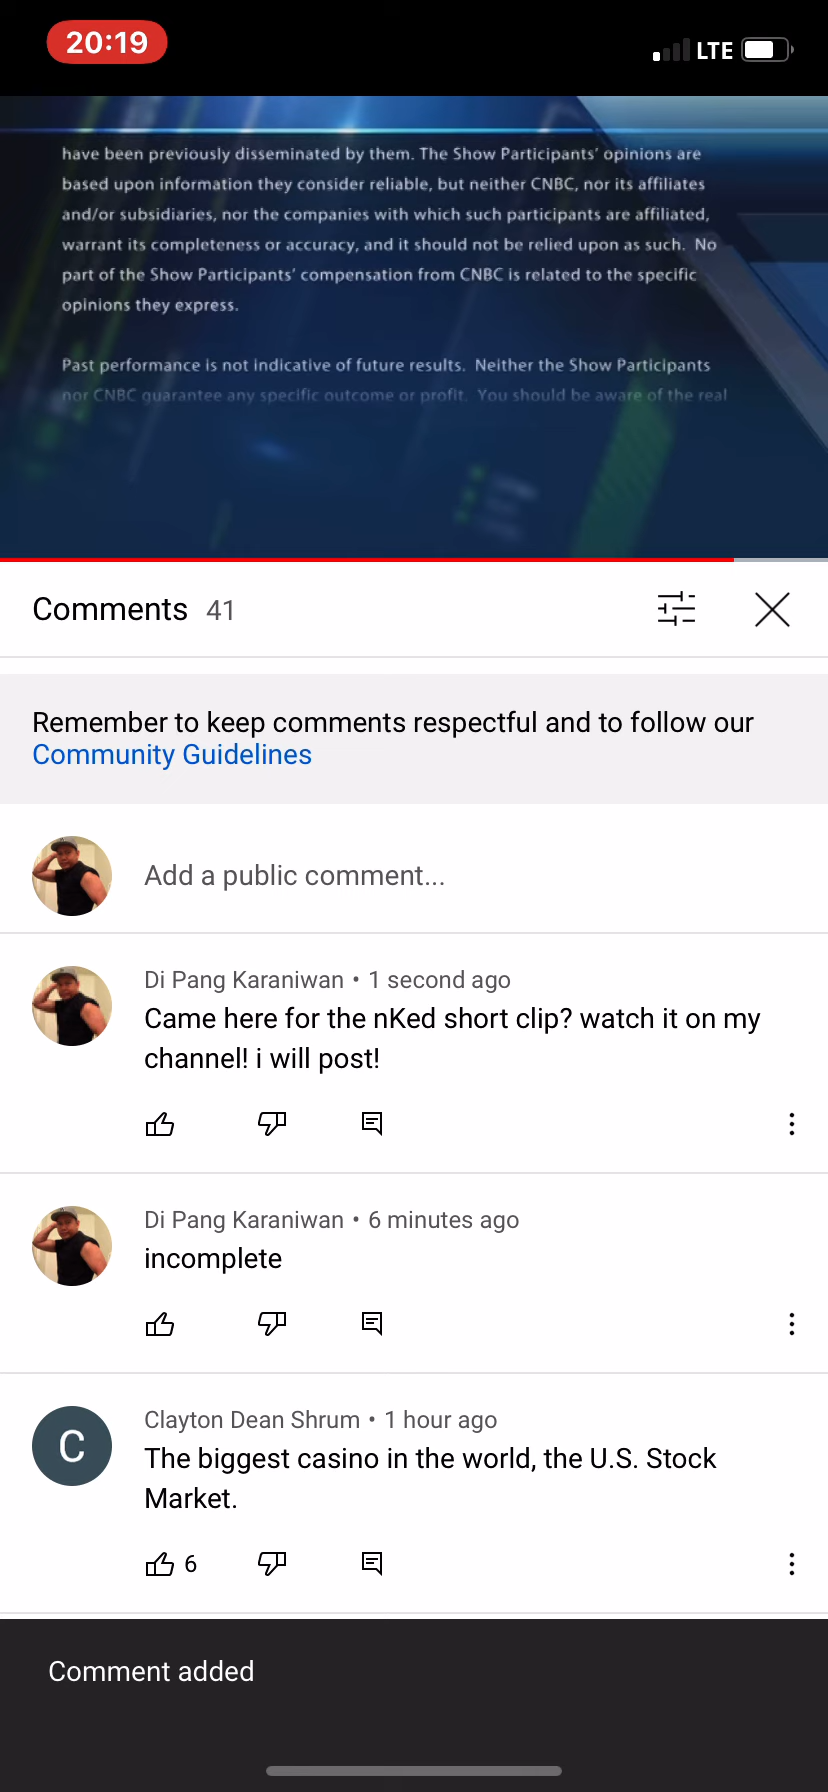 20:19
LTE
have been previously disseminated by them. The Show Participants' opinions are
based upon information they consider reliable, but neither CNBC, nor its affiliates
and/or subsidiaries, nor the companies with which such participants are affiliated,
warrant its completeness or accuracy, and it should not be relied upon as such. No
part of the Show Participants' compensation from CNBC is related to the specific
opinions they express.
Past performance is not indicative of future results. Neither the Show Participants
nor CNBC guarantee any specific outcome or profit. You should be aware of the real
Comments 41
Remember to keep comments respectful and to follow our
Community Guidelines
Add a public comment...
Di Pang Karaniwan • 1 second ago
Came here for the nKed short clip? watch it on my
channel! i will post!
Di Pang Karaniwan • 6 minutes ago
incomplete
C
Clayton Dean Shrum • 1 hour ago
The biggest casino in the world, the U.S. Stock
Market.
6
Comment added